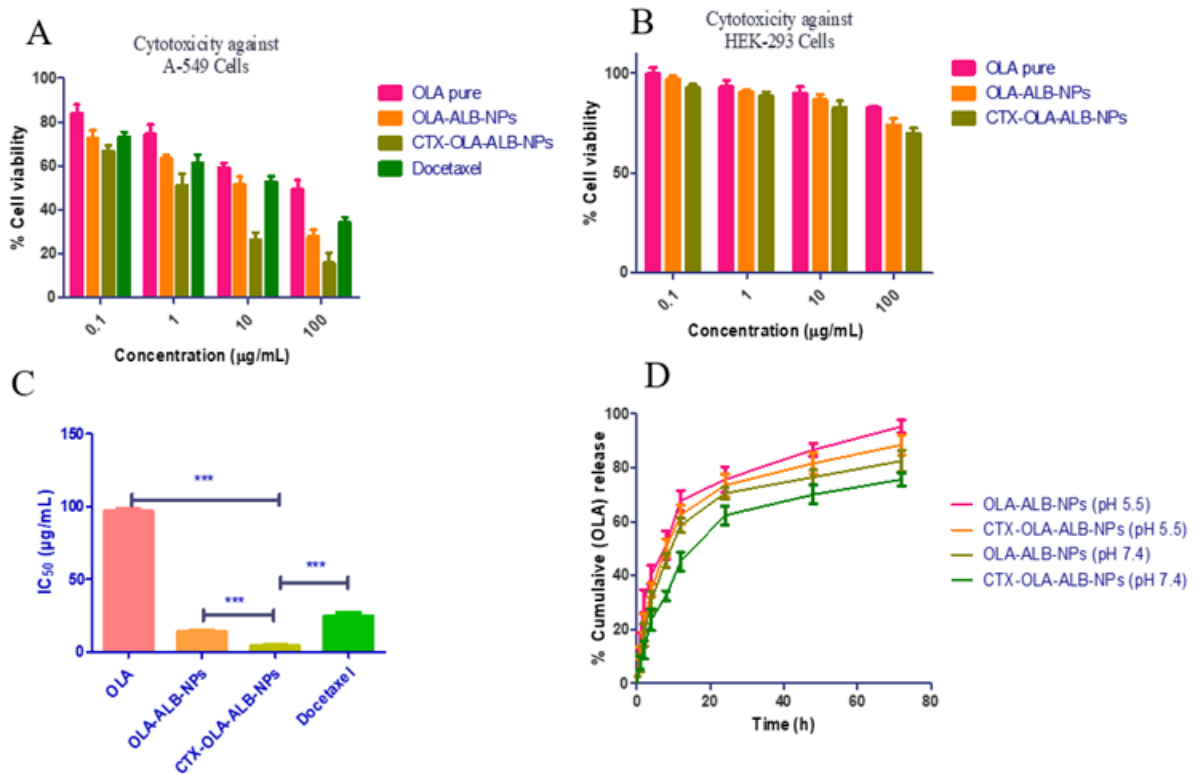 A
Cytotoxicity against
A-549 Cells
% Cell viability
100
80
60
40
20
0
0.1
1
10
100
Concentration (µg/mL)
OLA pure
OLA-ALB-NPs
CTX-OLA-ALB-NPs
Docetaxel
B
Cytotoxicity against
HEK-293 Cells
% Cell viability
100
50
0
0.1
1
10
100
Concentration (µg/mL)
OLA pure
OLA-ALB-NPs
CTX-OLA-ALB-NPs
C
IC50 (µg/mL)
150
100
50
0
***
***
***
OLA
OLA-ALB-NPs
CTX-OLA-ALB-NPs
Docetaxel
D
% Cumulaive (OLA) release
100
80
60
40
20
0
0
20
40
60
80
Time (h)
OLA-ALB-NPs (pH 5.5)
CTX-OLA-ALB-NPs (pH 5.5)
OLA-ALB-NPs (pH 7.4)
CTX-OLA-ALB-NPs (pH 7.4)